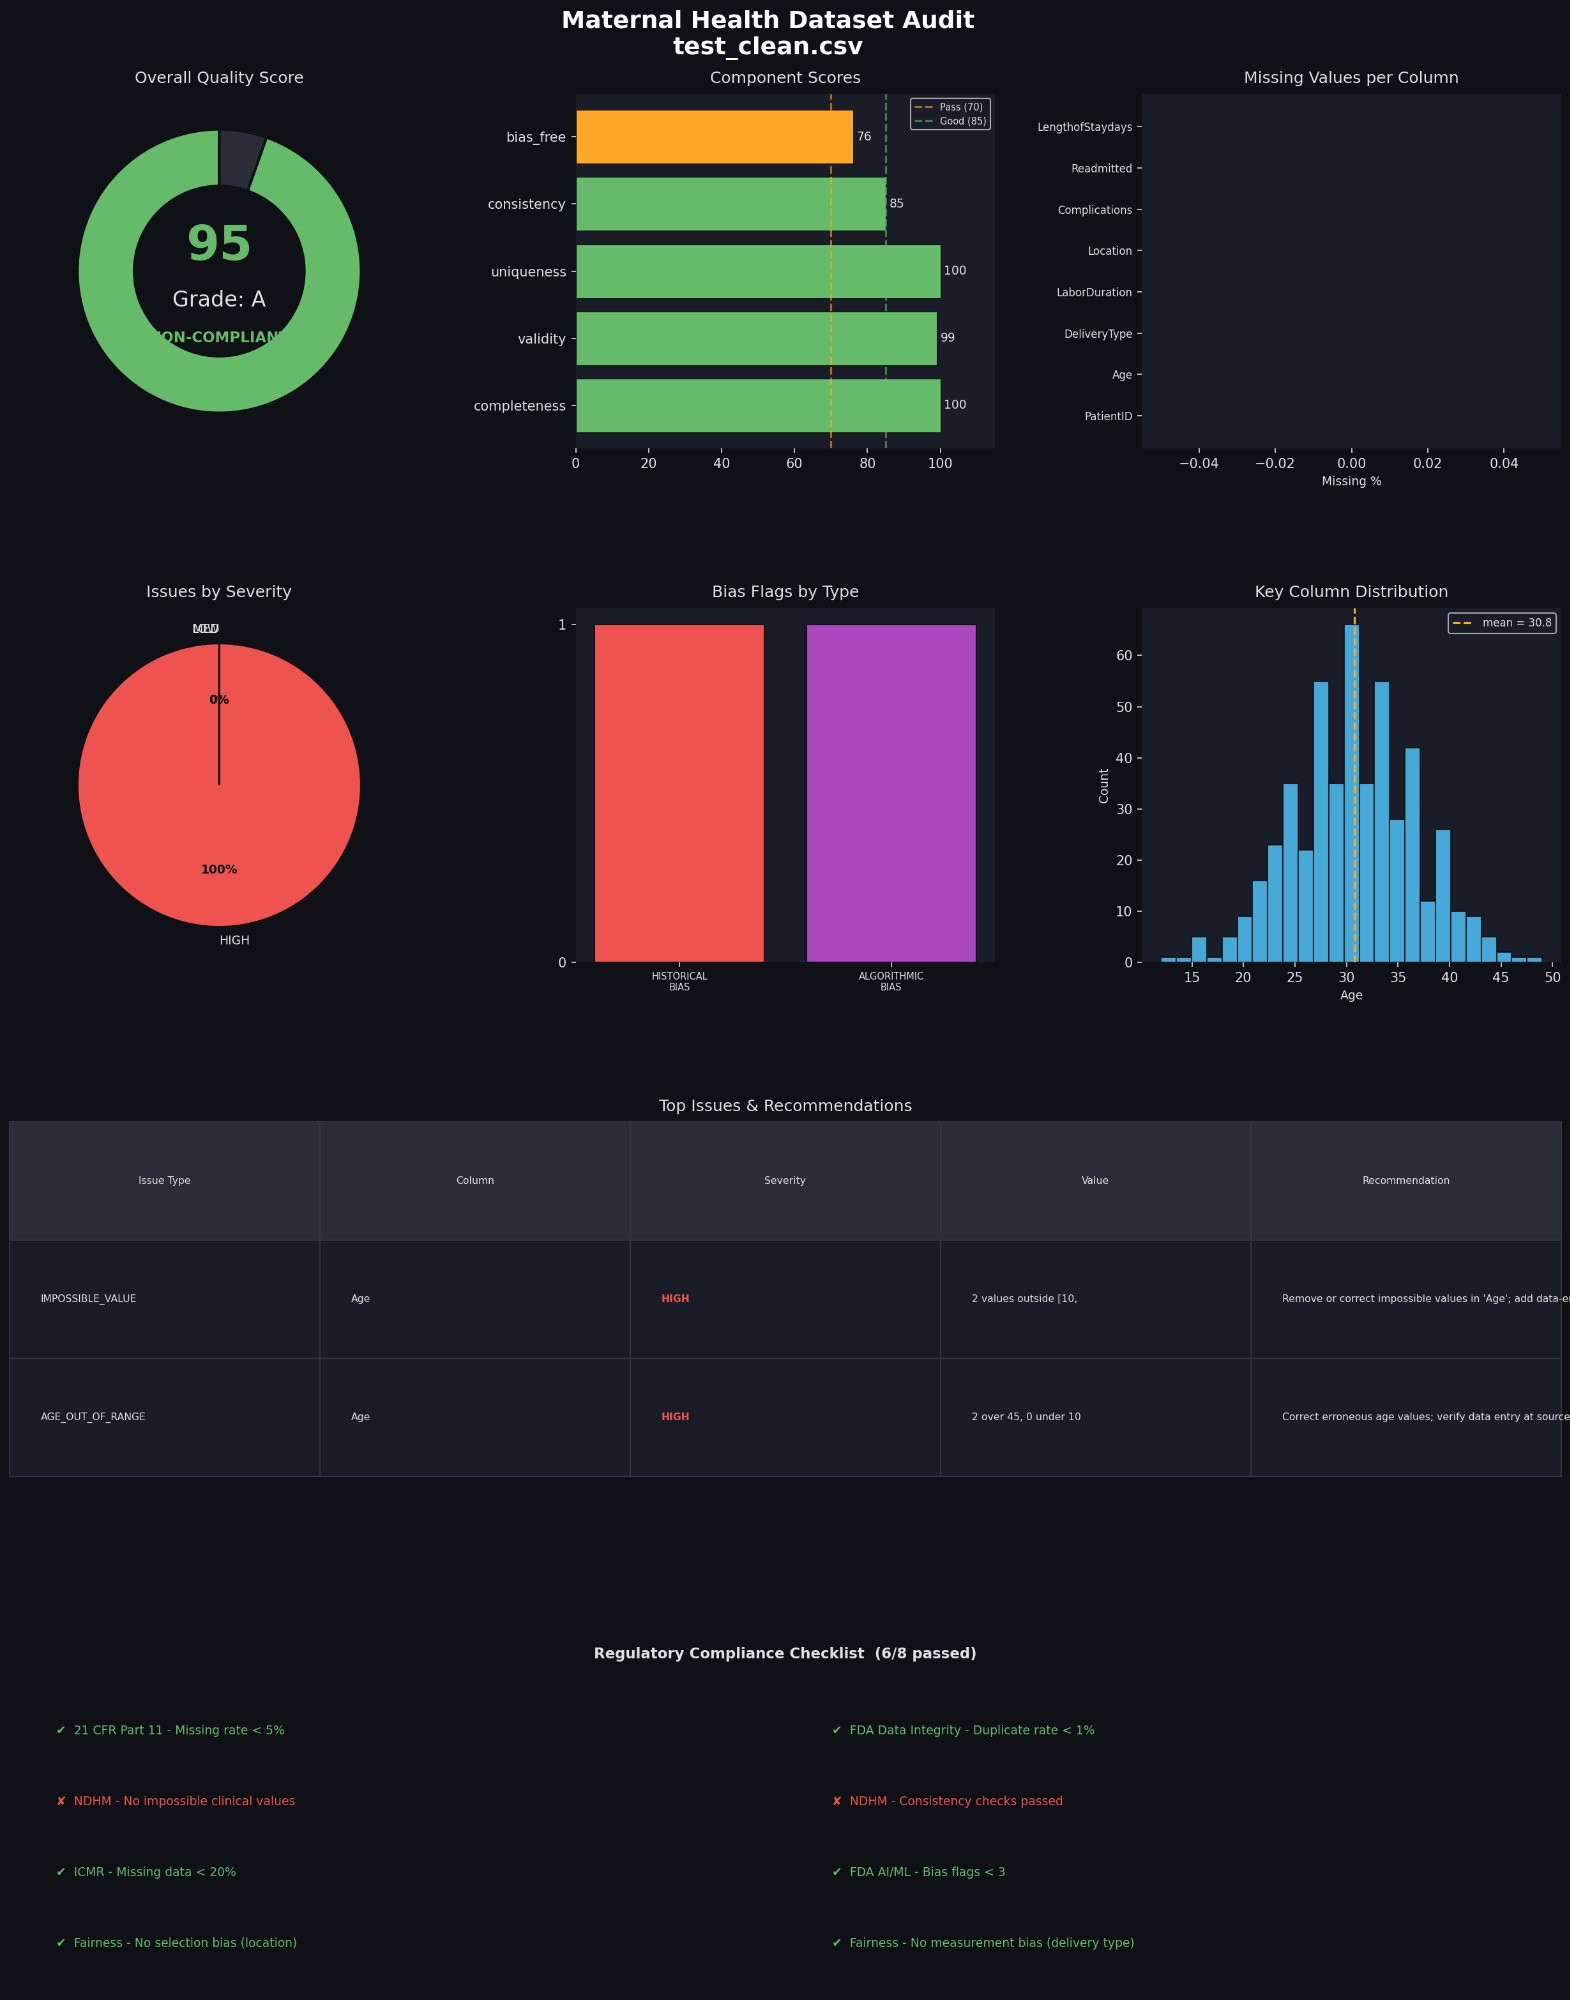 Maternal Health Dataset Audit
test_clean.csv
Overall Quality Score
95
Grade: A
ON-COMPLIAN
Component Scores
Pass (70)
Good (85)
bias_free
76
consistency
85
uniqueness
100
validity
99
completeness
100
0 20 40 60 80 100
Missing Values per Column
LengthofStaydays
Readmitted
Complications
Location
LaborDuration
DeliveryType
Age
PatientID
−0.04 −0.02 0.00 0.02 0.04
Missing %
Issues by Severity
0%
100%
HIGH
Bias Flags by Type
1
0
HISTORICAL
BIAS
ALGORITHMIC
BIAS
Key Column Distribution
mean = 30.8
60
50
40
30
20
10
0
Count
15 20 25 30 35 40 45 50
Age
Top Issues & Recommendations
Issue Type Column Severity Value Recommendation
IMPOSSIBLE_VALUE Age HIGH 2 values outside [10, Remove or correct impossible values in 'Age'; add data-e
AGE_OUT_OF_RANGE Age HIGH 2 over 45, 0 under 10 Correct erroneous age values; verify data entry at source
Regulatory Compliance Checklist (6/8 passed)
✔ 21 CFR Part 11 - Missing rate < 5%
✔ FDA Data Integrity - Duplicate rate < 1%
✘ NDHM - No impossible clinical values
✘ NDHM - Consistency checks passed
✔ ICMR - Missing data < 20%
✔ FDA AI/ML - Bias flags < 3
✔ Fairness - No selection bias (location)
✔ Fairness - No measurement bias (delivery type)